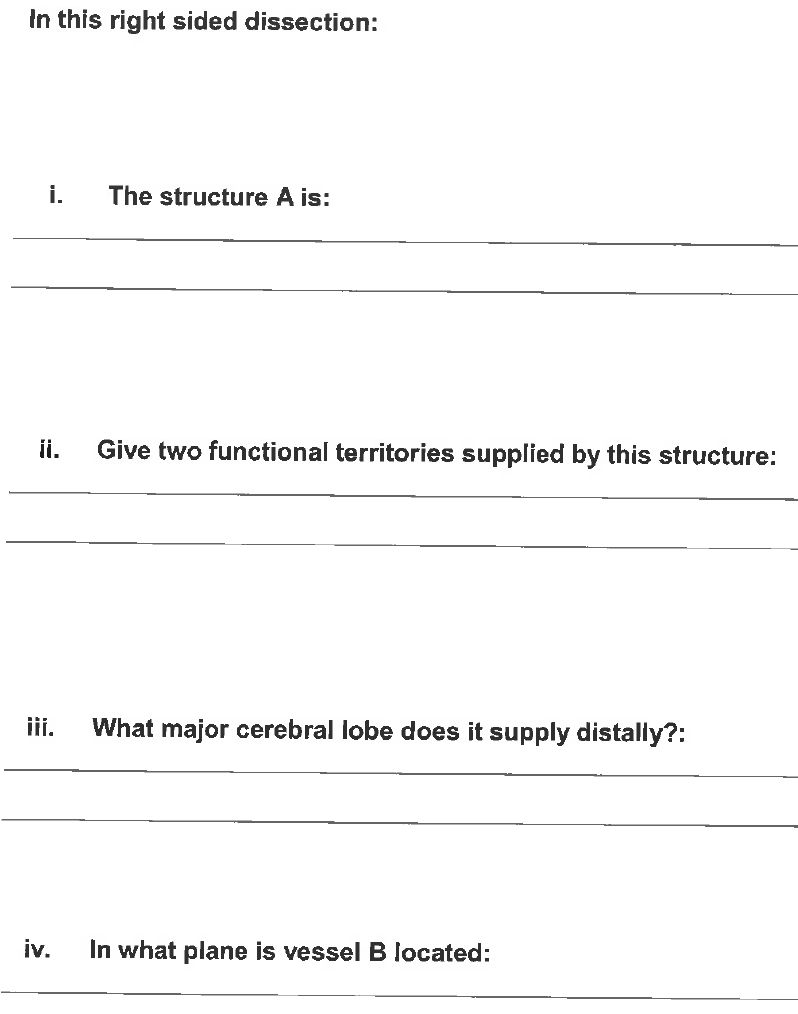 In this right sided dissection:
i. The structure A is:
ii. Give two functional territories supplied by this structure:
iii. What major cerebral lobe does it supply distally?:
iv. In what plane is vessel B located: